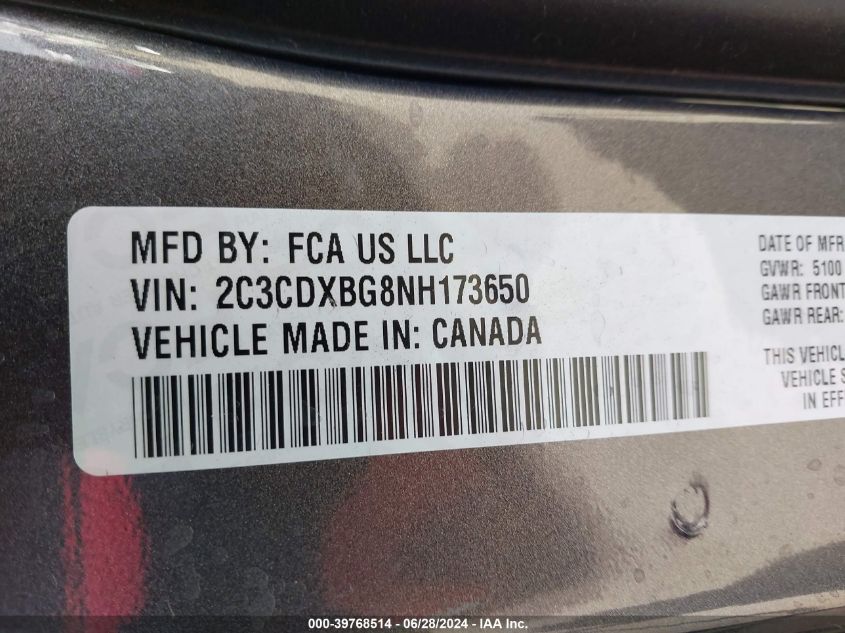 MFD BY: FCA US LLC
VIN: 2C3CDXBG8NH173650
VEHICLE MADE IN: CANADA
DATE OF MFR
GVWR: 5100
GAWR FRONT
GAWR REAR:
THIS VEHICL
VEHICLE S
IN EFF
000-39768514 - 06/28/2024 - IAA Inc.